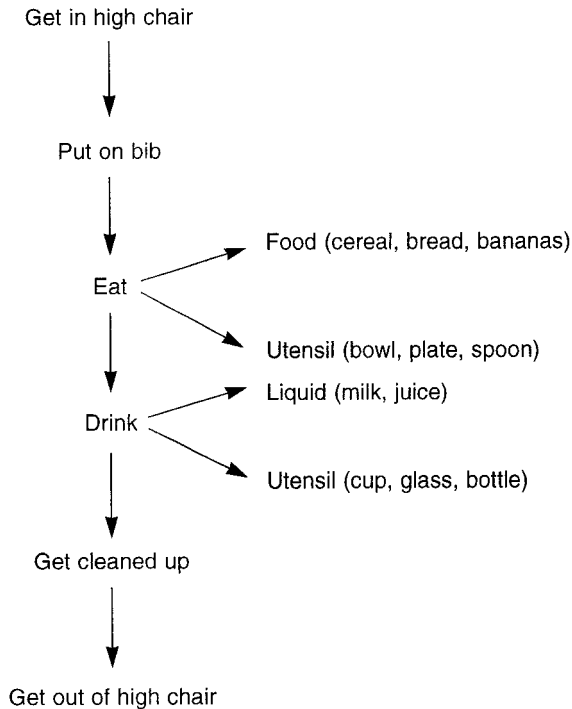 Get in high chair
Put on bib
Food (cereal, bread, bananas)
Eat
Utensil (bowl, plate, spoon)
Liquid (milk, juice)
Drink
Utensil (cup, glass, bottle)
Get cleaned up
Get out of high chair